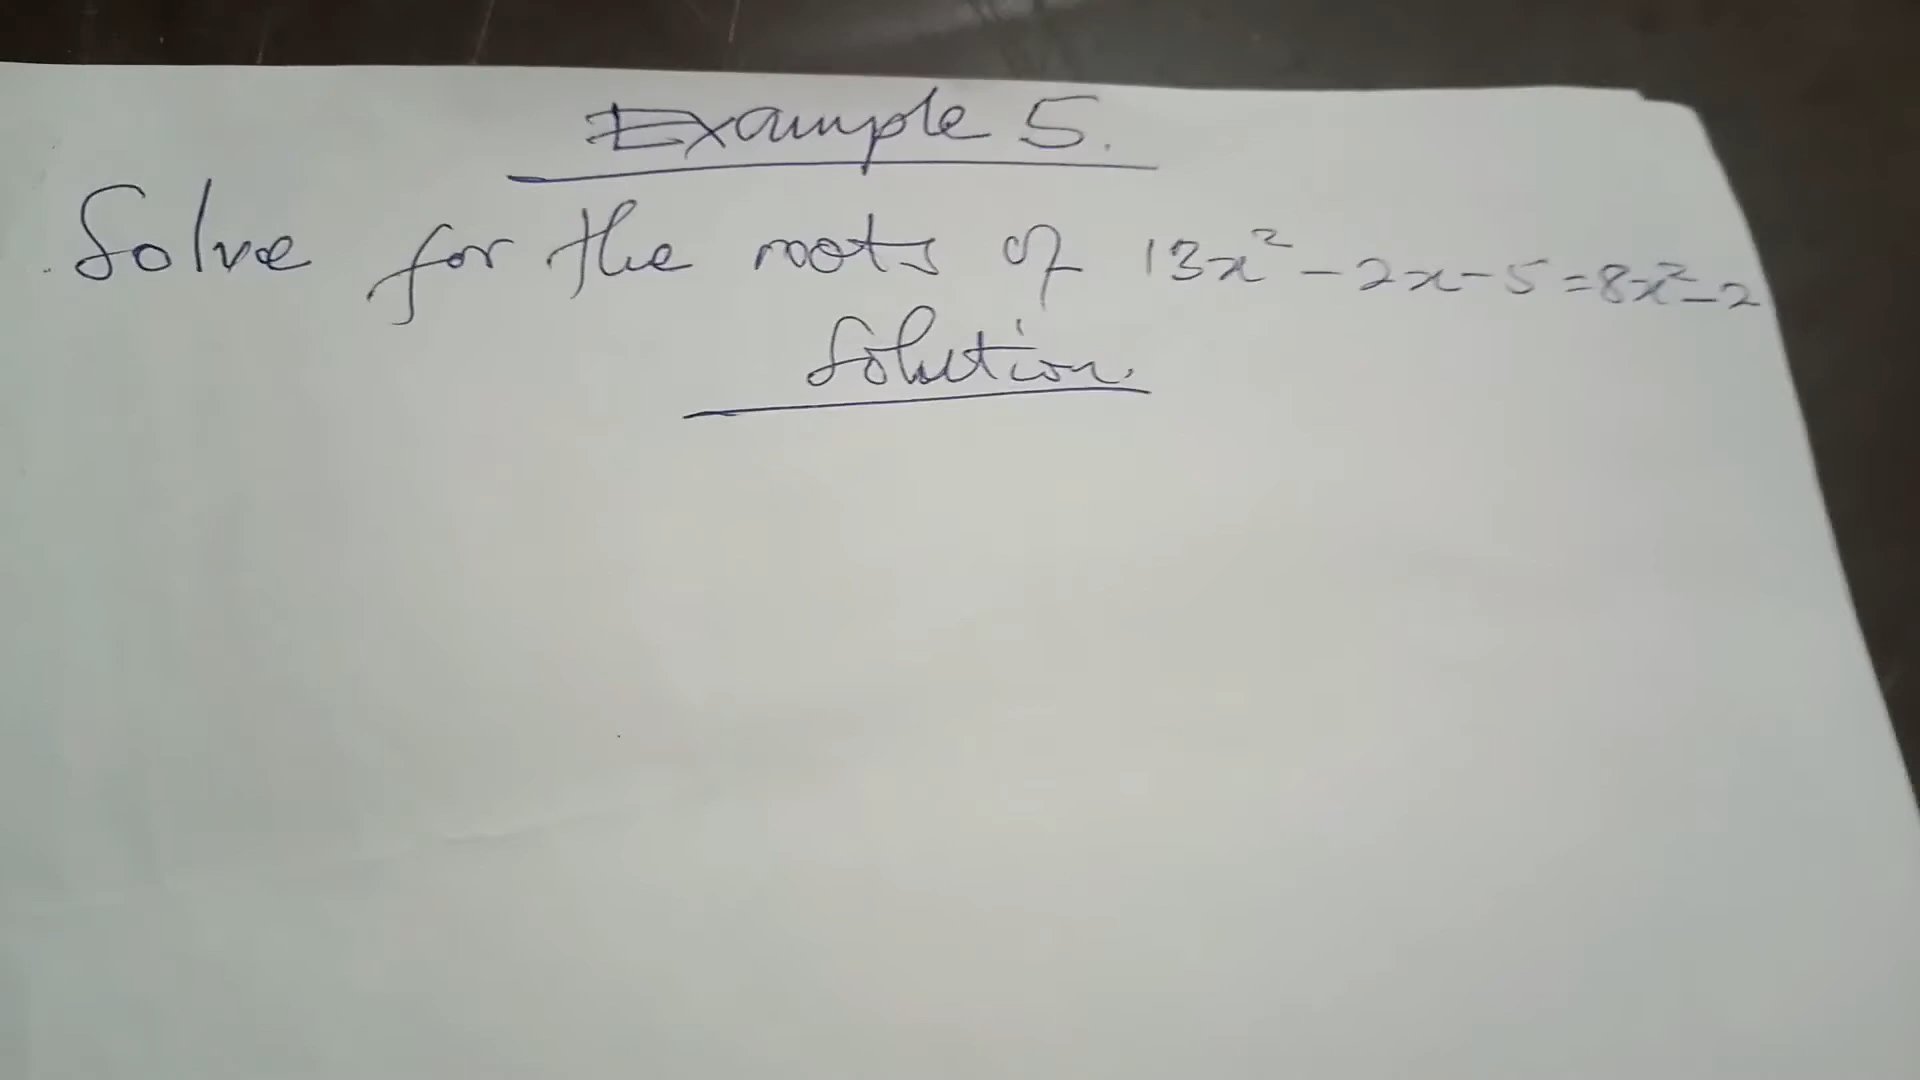 Example 5.
Solve for the roots of 13x² - 2x - 5 = 8x² - 2
Solution.